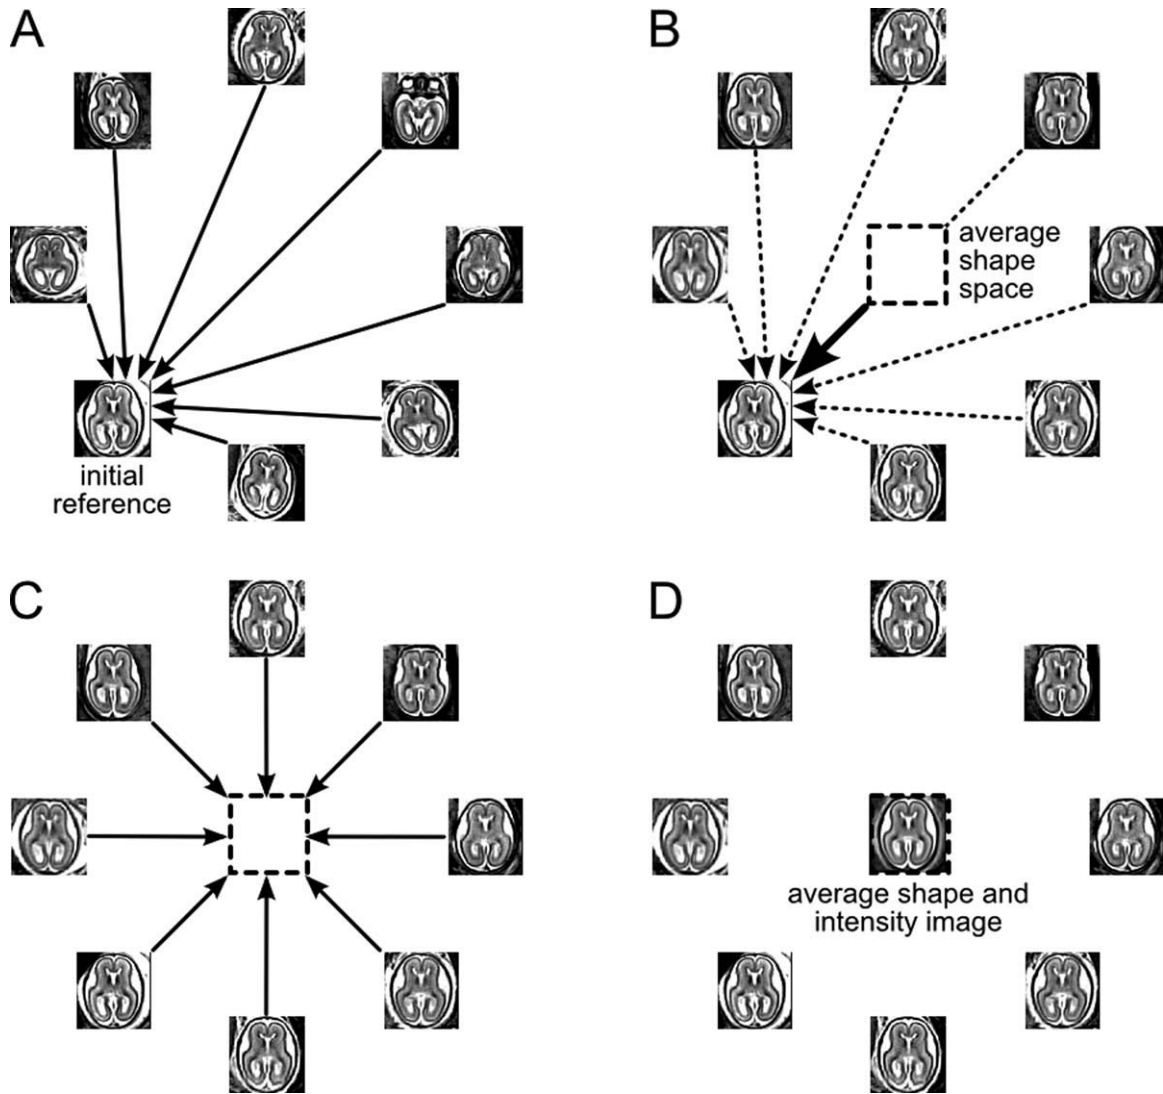 A
B
average
shape
space
initial
reference
C
D
average shape and
intensity image